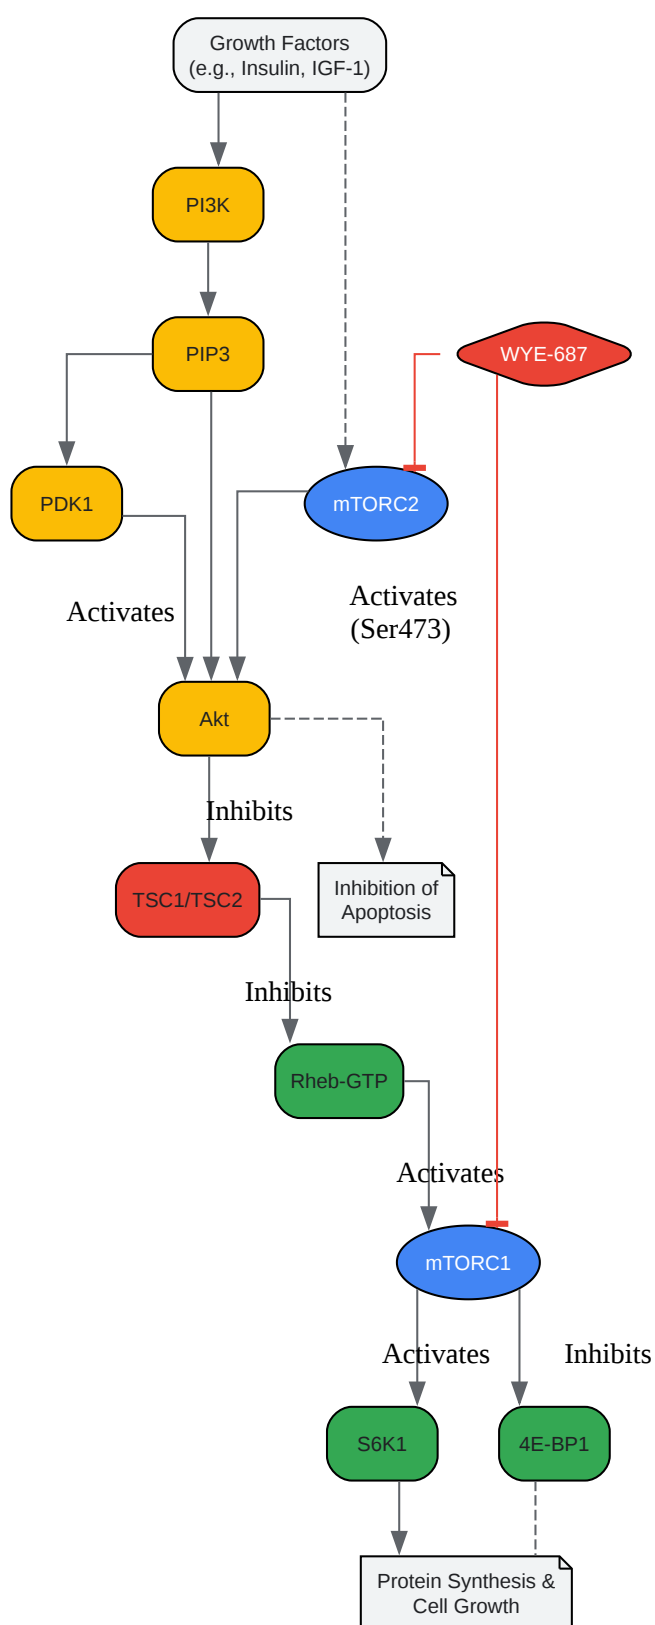 Growth Factors
(e.g., Insulin, IGF-1)
PI3K
PIP3
WYE-687
PDK1
mTORC2
Activates
Activates
(Ser473)
Akt
Inhibits
TSC1/TSC2
Inhibition of
Apoptosis
Inhibits
Rheb-GTP
Activates
mTORC1
Activates
Inhibits
S6K1
4E-BP1
Protein Synthesis &
Cell Growth